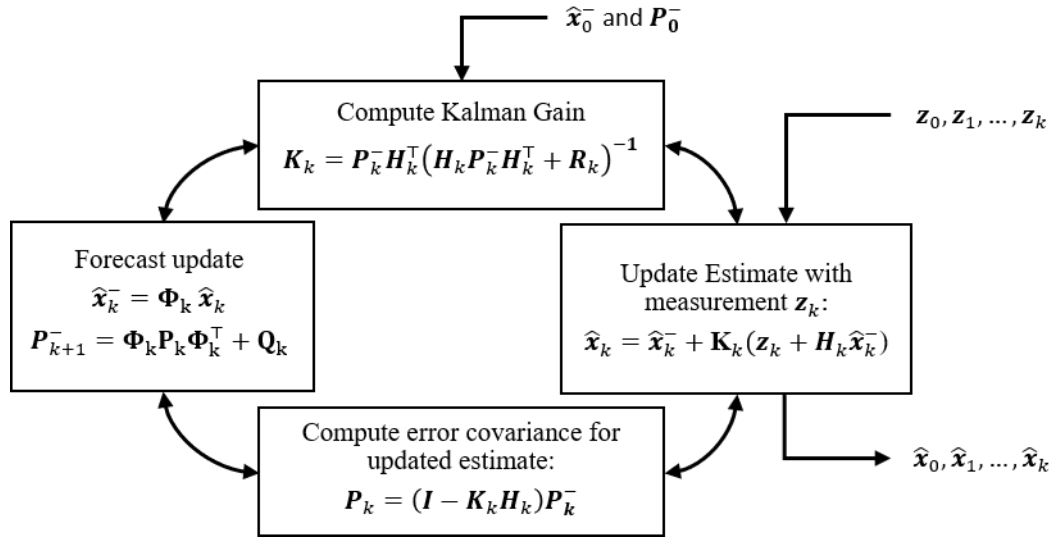 x̂₀⁻ and P₀⁻
Compute Kalman Gain
Kₖ = Pₖ⁻Hₖᵀ(HₖPₖ⁻Hₖᵀ + Rₖ)⁻¹
z₀, z₁, …, zₖ
Forecast update
x̂ₖ⁻ = Φₖ x̂ₖ
Pₖ₊₁⁻ = ΦₖPₖΦₖᵀ + Qₖ
Update Estimate with
measurement zₖ:
x̂ₖ = x̂ₖ⁻ + Kₖ(zₖ + Hₖx̂ₖ⁻)
Compute error covariance for
updated estimate:
Pₖ = (I − KₖHₖ)Pₖ⁻
x̂₀, x̂₁, …, x̂ₖ